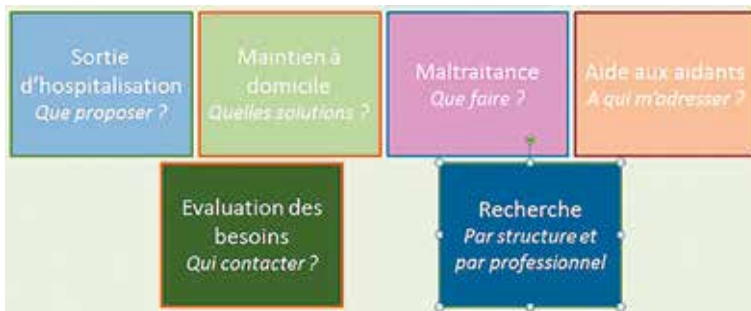 Sortie
d'hospitalisation
Que proposer ?
Maintien à
domicile
Quelles solutions ?
Maltraitance
Que faire ?
Aide aux aidants
A qui m'adresser ?
Evaluation des
besoins
Qui contacter ?
Recherche
Par structure et
par professionnel